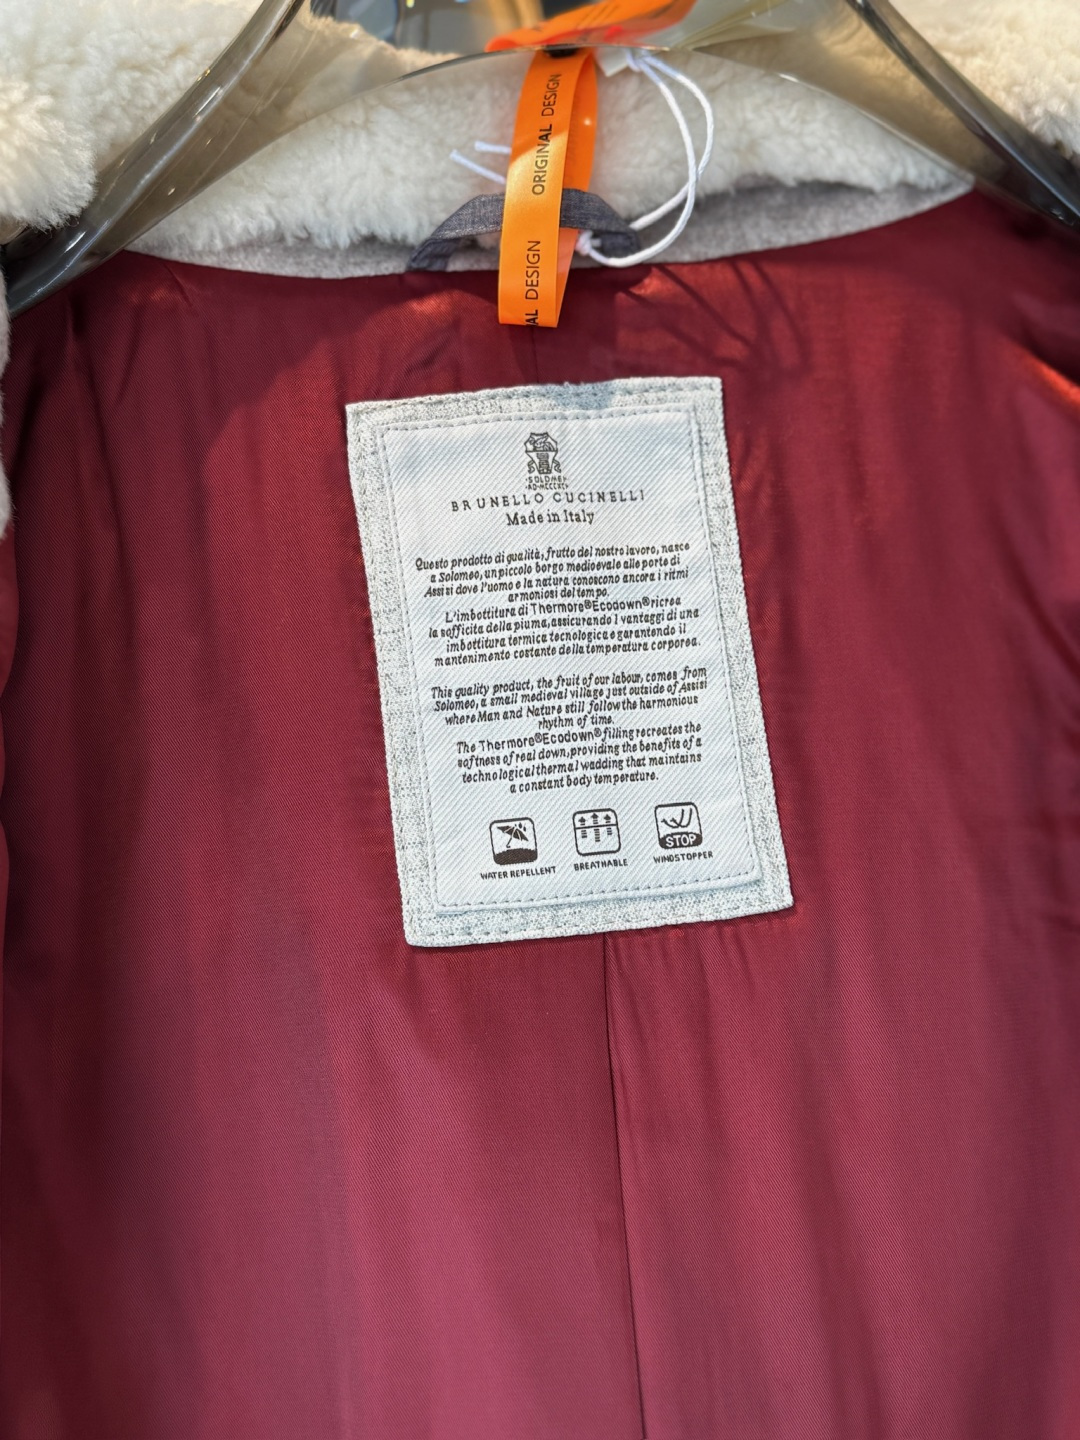 ORIGINAL DESIGN
AL DESIGN
SOLOMEO
BRUNELLO CUCINELLI
Made in Italy
Questo prodotto di qualità, frutto del nostro lavoro, nasce
a Solomeo, un piccolo borgo medioevale alle porte di
Assisi dove l'uomo e la natura conoscono ancora i ritmi
armoniosi del tempo.
L'imbottitura di Thermore®Ecodown® ricrea
la sofficita della piuma, assicurando i vantaggi di una
imbottitura termica tecnologica e garantendo il
mantenimento costante della temperatura corporea.
This quality product, the fruit of our labour, comes from
Solomeo, a small medieval village just outside of Assisi
where Man and Nature still follow the harmonious
rhythm of time.
The Thermore®Ecodown® filling recreates the
softness of real down, providing the benefits of a
technological thermal wadding that maintains
a constant body temperature.
STOP
WATER REPELLENT BREATHABLE WINDSTOPPER